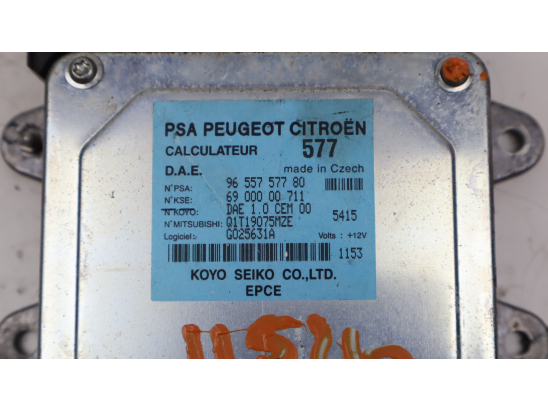 PSA PEUGEOT CITROËN
CALCULATEUR 577
D.A.E. made in Czech
N°PSA: 96 557 577 80
N°KSE: 69 000 00 711
N°KOYO: DAE 1.0 CEM 00 5415
N°MITSUBISHI: Q1T19075MZE
Logiciel: G025631A Volts : +12V
1153
KOYO SEIKO CO.,LTD.
EPCE